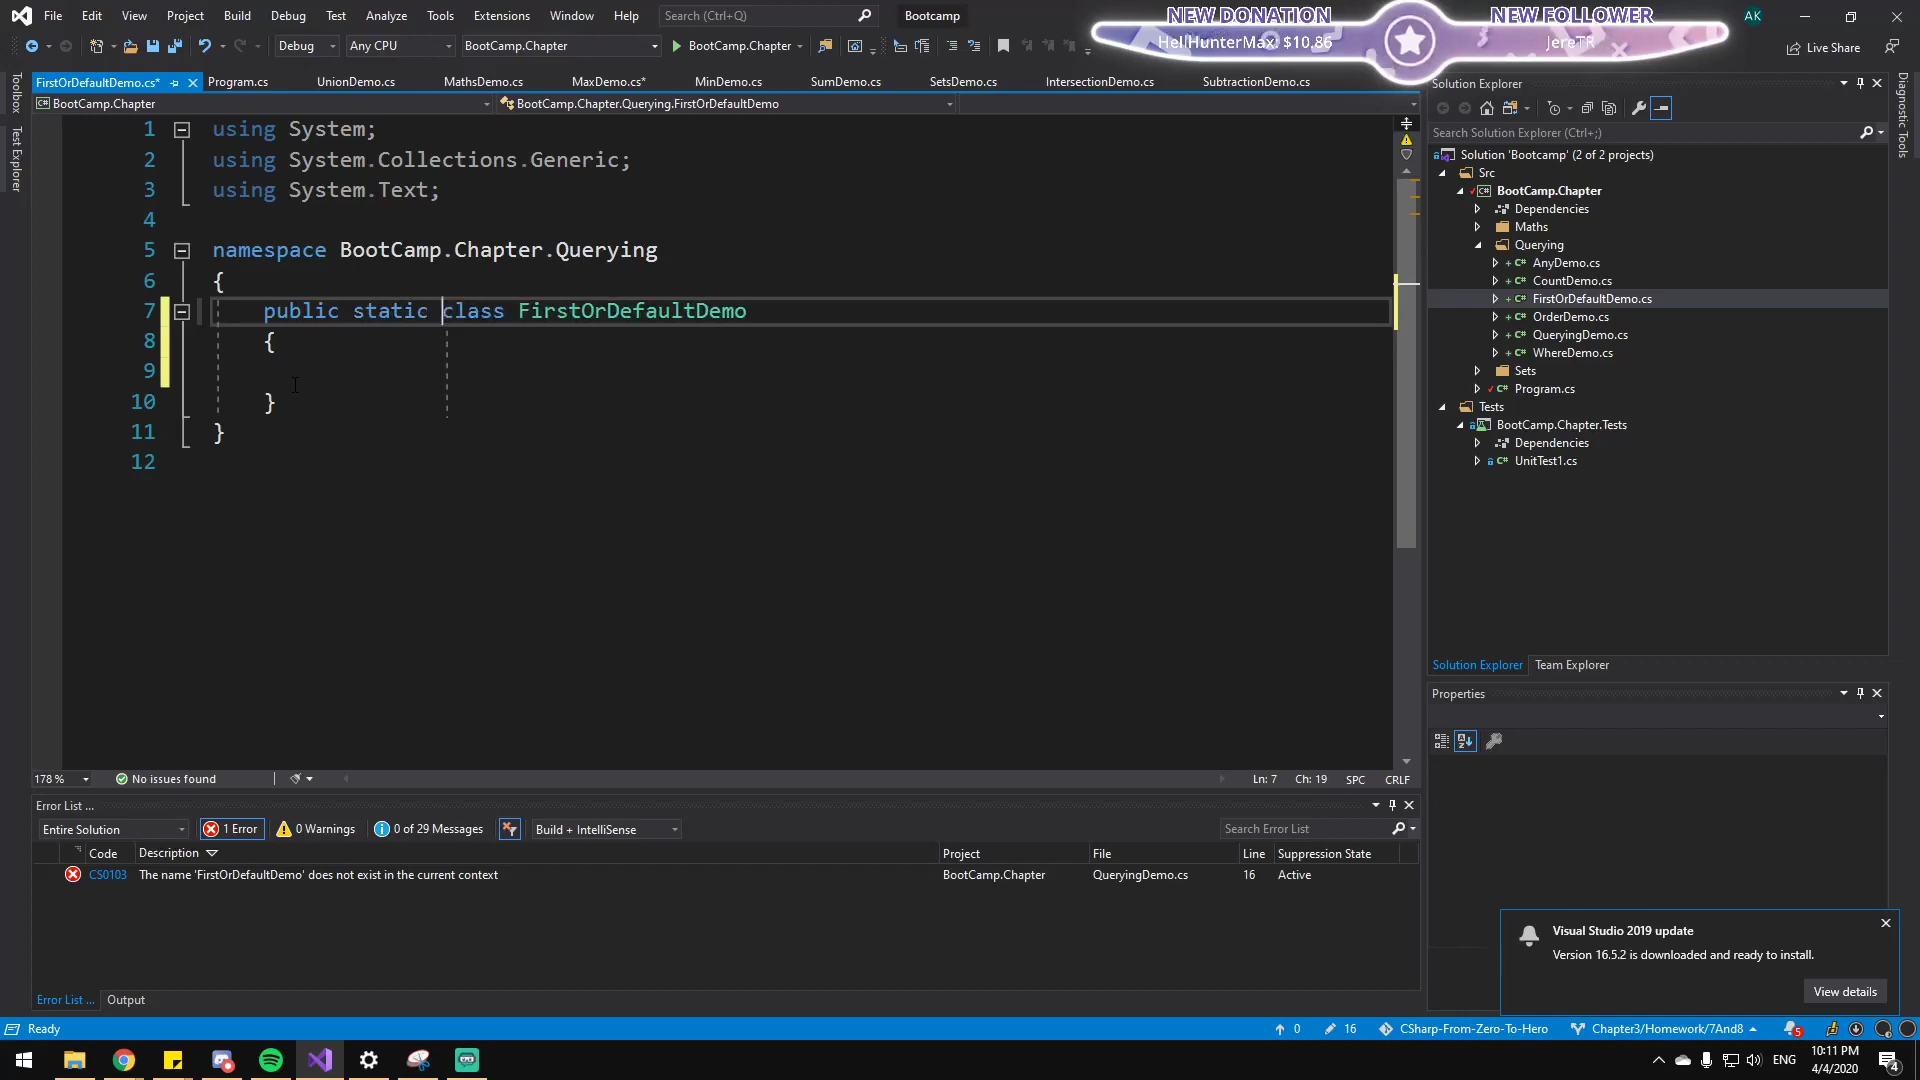 File Edit View Project Build Debug Test Analyze Tools Extensions Window Help Search (Ctrl+Q) Bootcamp
NEW DONATION
HellHunterMax: $10.86
NEW FOLLOWER
JereTR
AK
Debug Any CPU BootCamp.Chapter BootCamp.Chapter Live Share
FirstOrDefaultDemo.cs* Program.cs UnionDemo.cs MathsDemo.cs MaxDemo.cs* MinDemo.cs SumDemo.cs SetsDemo.cs IntersectionDemo.cs SubtractionDemo.cs
BootCamp.Chapter BootCamp.Chapter.Querying.FirstOrDefaultDemo
Toolbox
Test Explorer
1 using System;
2 using System.Collections.Generic;
3 using System.Text;
4
5 namespace BootCamp.Chapter.Querying
6 {
7 public static class FirstOrDefaultDemo
8 {
9
10 }
11 }
12
178 % No issues found Ln: 7 Ch: 19 SPC CRLF
Solution Explorer
Search Solution Explorer (Ctrl+;)
Solution 'Bootcamp' (2 of 2 projects)
Src
C# BootCamp.Chapter
Dependencies
Maths
Querying
C# AnyDemo.cs
C# CountDemo.cs
C# FirstOrDefaultDemo.cs
C# OrderDemo.cs
C# QueryingDemo.cs
C# WhereDemo.cs
Sets
C# Program.cs
Tests
BootCamp.Chapter.Tests
Dependencies
C# UnitTest1.cs
Diagnostic Tools
Solution Explorer Team Explorer
Properties
Error List ...
Entire Solution 1 Error 0 Warnings 0 of 29 Messages Build + IntelliSense Search Error List
Code Description Project File Line Suppression State
CS0103 The name 'FirstOrDefaultDemo' does not exist in the current context BootCamp.Chapter QueryingDemo.cs 16 Active
Error List ... Output
Visual Studio 2019 update
Version 16.5.2 is downloaded and ready to install.
View details
Ready 0 16 CSharp-From-Zero-To-Hero Chapter3/Homework/7And8 5
ENG
10:11 PM
4/4/2020
4